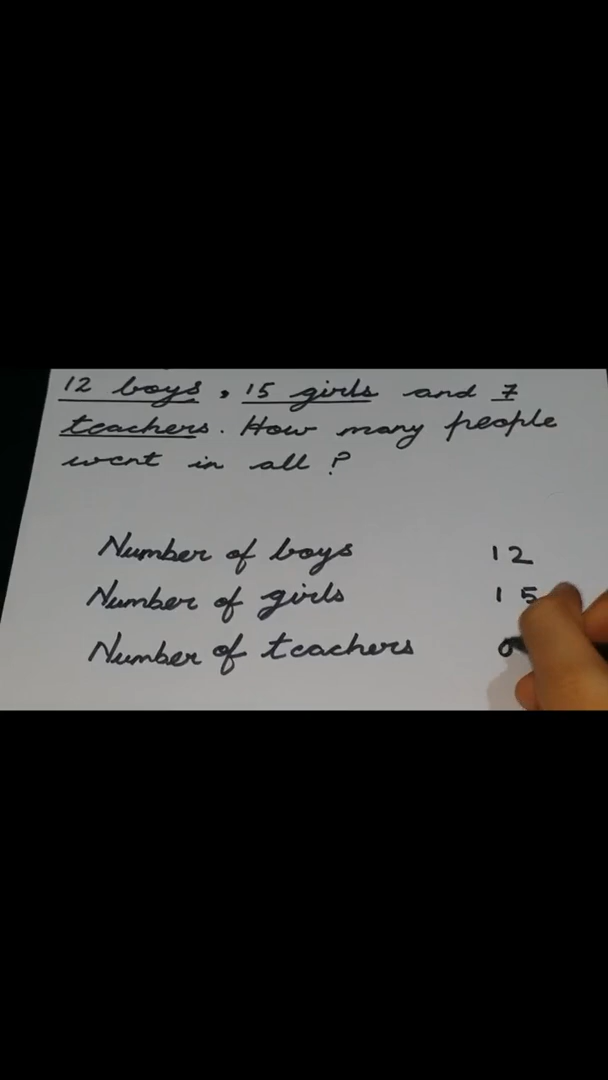 12 boys, 15 girls and 7
teachers. How many people
went in all ?
Number of boys 12
Number of girls 15
Number of teachers 0